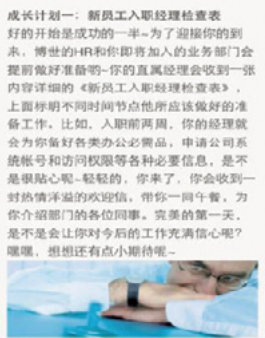 成长计划一：新员工入职经理检查表
好的开始是成功的一半~为了迎接你的到
来，博世的HR和你即将加入的业务部门会
提前做好准备哟~你的直属经理会收到一张
内容详细的《新员工入职经理检查表》，
上面标明不同时间节点他所应该做好的准
备工作。比如，入职前两周，你的经理就
会为你备好各类办公必需品，申请公司系
统帐号和访问权限等各种必要信息，是不
是很贴心呢~轻轻的，你来了，你会收到一
封热情洋溢的欢迎信，带你一同午餐，为
你介绍部门的各位同事。完美的第一天，
是不是会让你对今后的工作充满信心呢？
嘿嘿，想想还有点小期待呢~